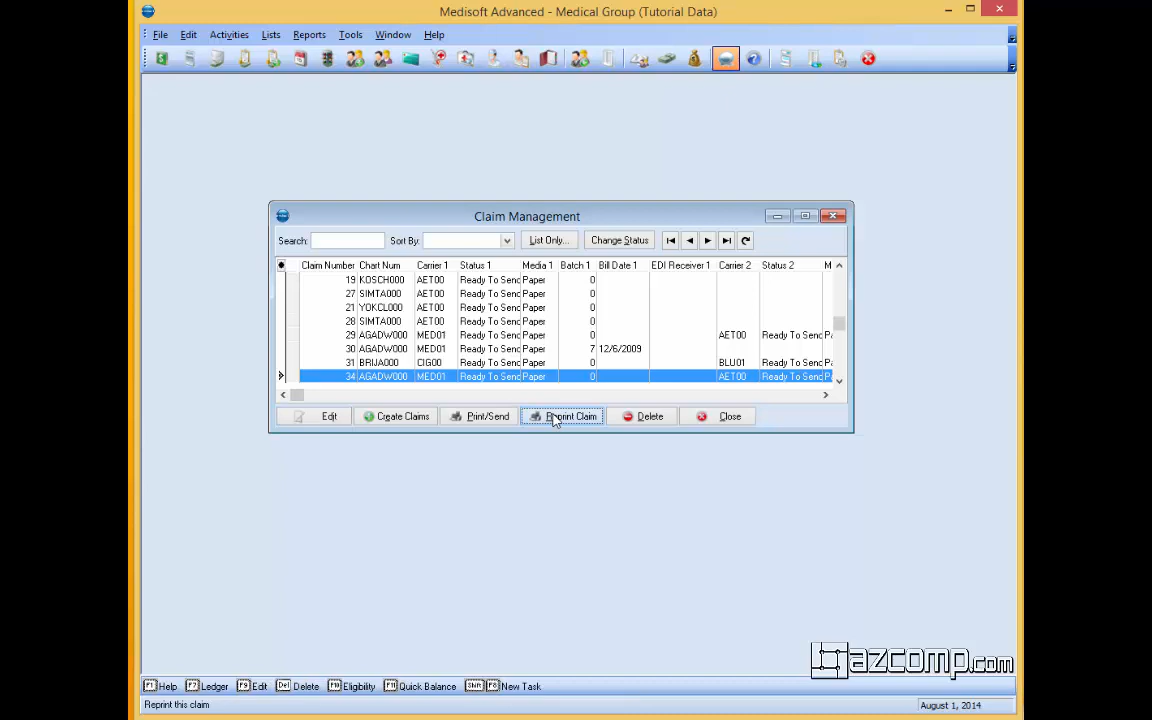 Medisoft Advanced - Medical Group (Tutorial Data)
File Edit Activities Lists Reports Tools Window Help
Claim Management
Search: Sort By: List Only... Change Status
Claim Number Chart Num Carrier 1 Status 1 Media 1 Batch 1 Bill Date 1 EDI Receiver 1 Carrier 2 Status 2 M
19 KOSCH000 AET00 Ready To Send Paper 0
27 SIMTA000 AET00 Ready To Send Paper 0
21 YOKCL000 AET00 Ready To Send Paper 0
28 SIMTA000 AET00 Ready To Send Paper 0
29 AGADW000 MED01 Ready To Send Paper 0 AET00 Ready To Send Pa
30 AGADW000 MED01 Ready To Send Paper 7 12/6/2009
31 BRIJA000 CIG00 Ready To Send Paper 0 BLU01 Ready To Send Pa
34 AGADW000 MED01 Ready To Send Paper 0 AET00 Ready To Send Pa
Edit Create Claims Print/Send Reprint Claim Delete Close
azcomp.com
F1 Help F7 Ledger F9 Edit Del Delete F10 Eligibility F11 Quick Balance Shift F8 New Task
Reprint this claim August 1, 2014